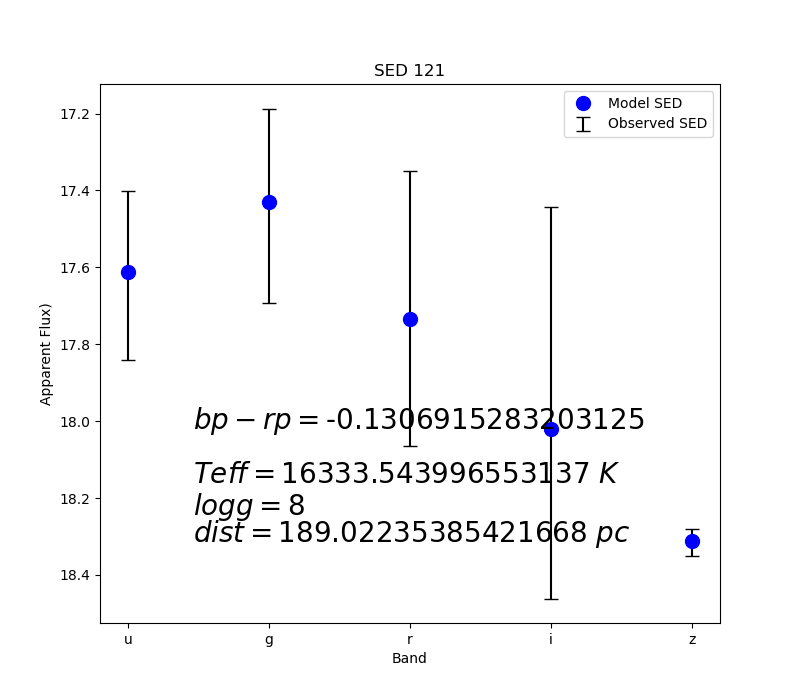 SED 121
Model SED
Observed SED
17.2
17.4
17.6
17.8
18.0
18.2
18.4
Apparent Flux)
bp − rp = -0.1306915283203125
Teff = 16333.543996553137 K
logg = 8
dist = 189.02235385421668 pc
u g r i z
Band